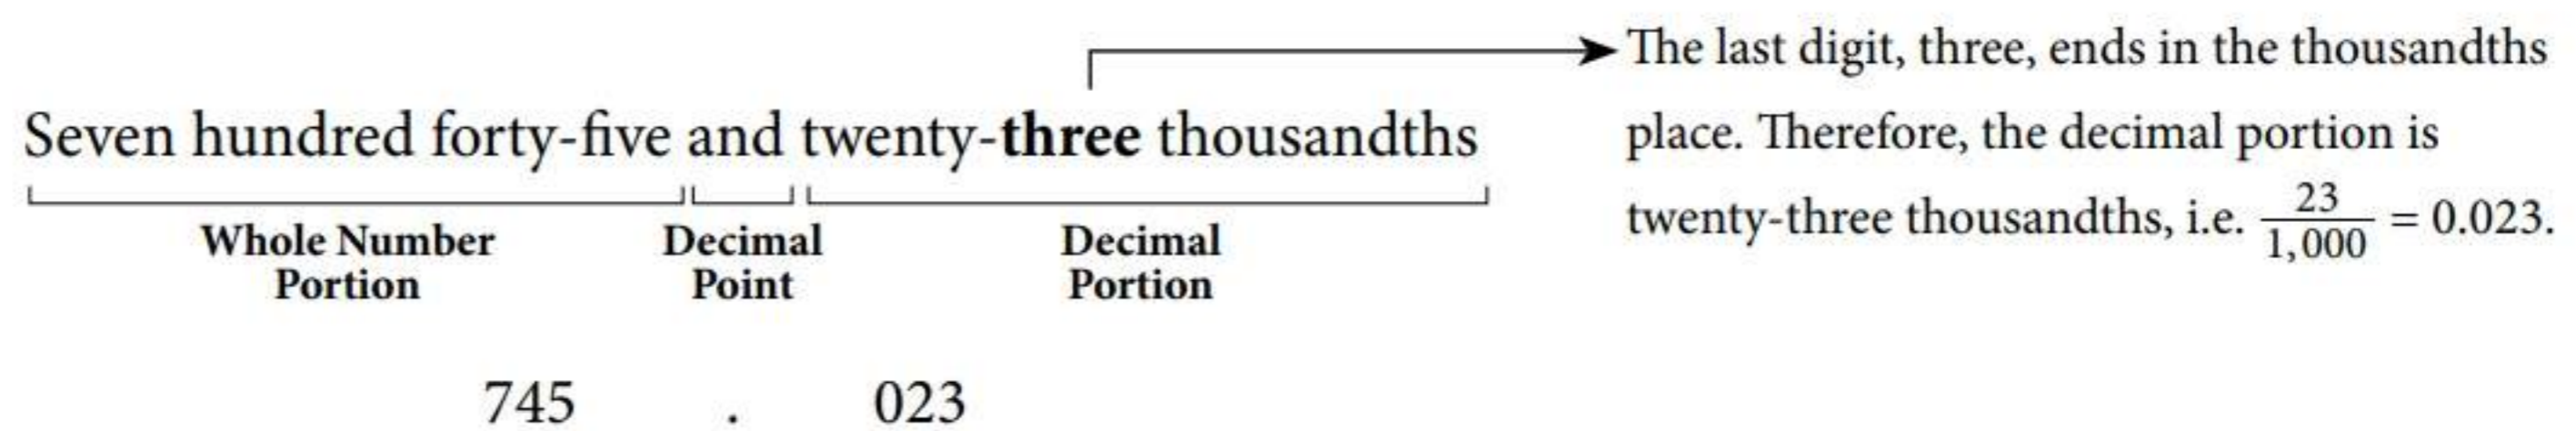 The last digit, three, ends in the thousandths
Seven hundred forty-five and twenty-three thousandths
place. Therefore, the decimal portion is
twenty-three thousandths, i.e. 23/1,000 = 0.023.
Whole Number Portion
Decimal Point
Decimal Portion
745 . 023